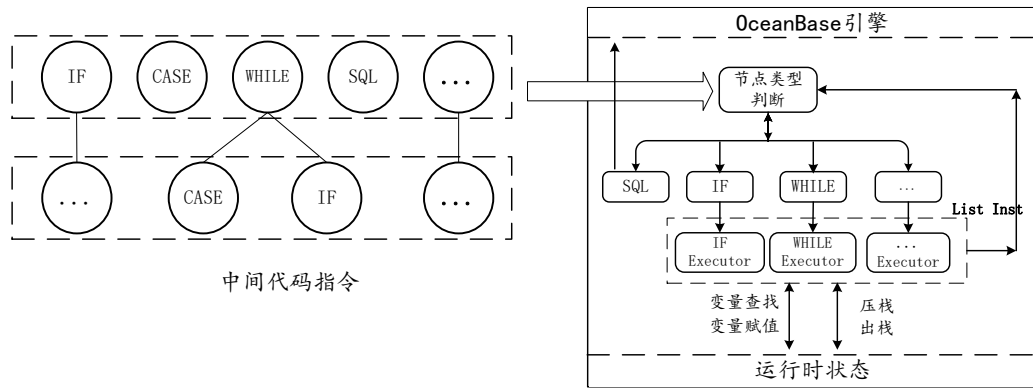 IF
CASE
WHILE
SQL
...
...
CASE
IF
...
中间代码指令
OceanBase引擎
节点类型
判断
SQL
IF
WHILE
...
List Inst
IF
Executor
WHILE
Executor
...
Executor
变量查找
变量赋值
压栈
出栈
运行时状态